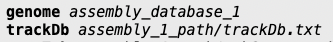 genome assembly_database_1
trackDb assembly_1_path/trackDb.txt